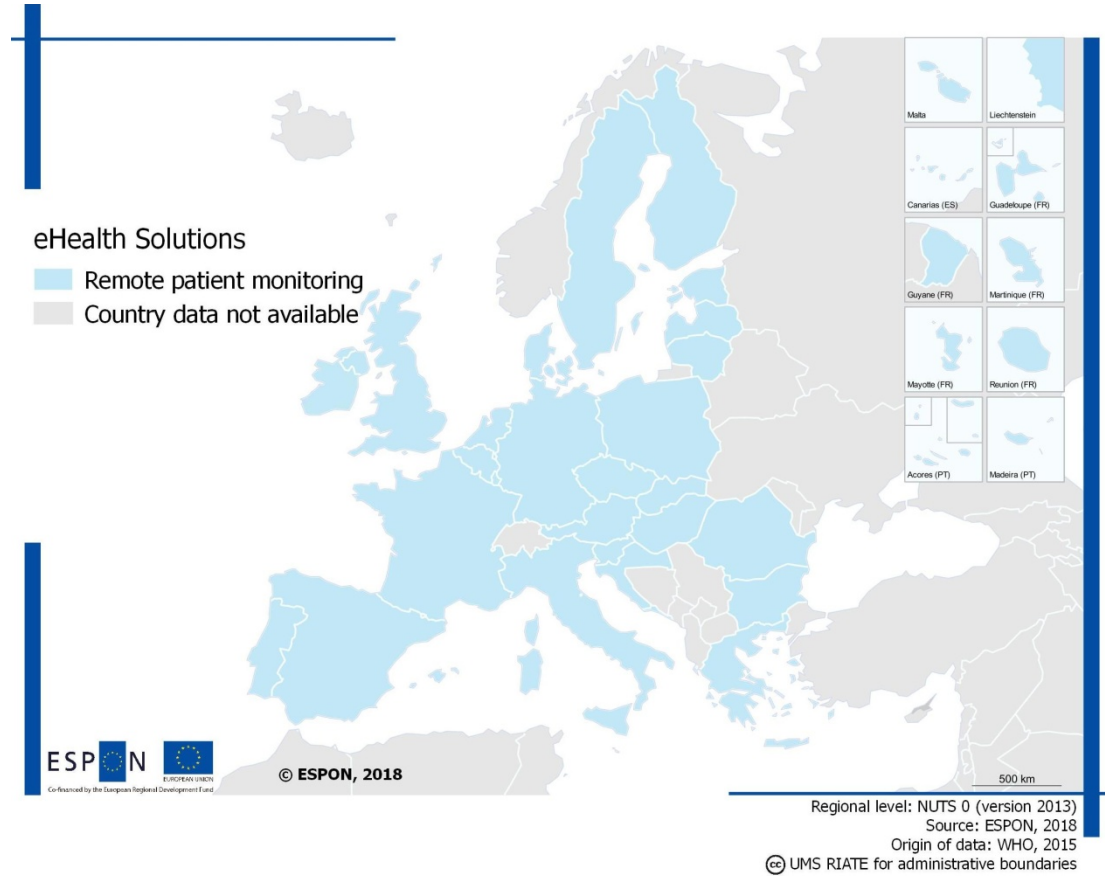 eHealth Solutions
Remote patient monitoring
Country data not available
Malta
Liechtenstein
Canarias (ES)
Guadeloupe (FR)
Guyane (FR)
Martinique (FR)
Mayotte (FR)
Reunion (FR)
Acores (PT)
Madeira (PT)
ESPON
EUROPEAN UNION
Co-financed by the European Regional Development Fund
© ESPON, 2018
500 km
Regional level: NUTS 0 (version 2013)
Source: ESPON, 2018
Origin of data: WHO, 2015
cc UMS RIATE for administrative boundaries